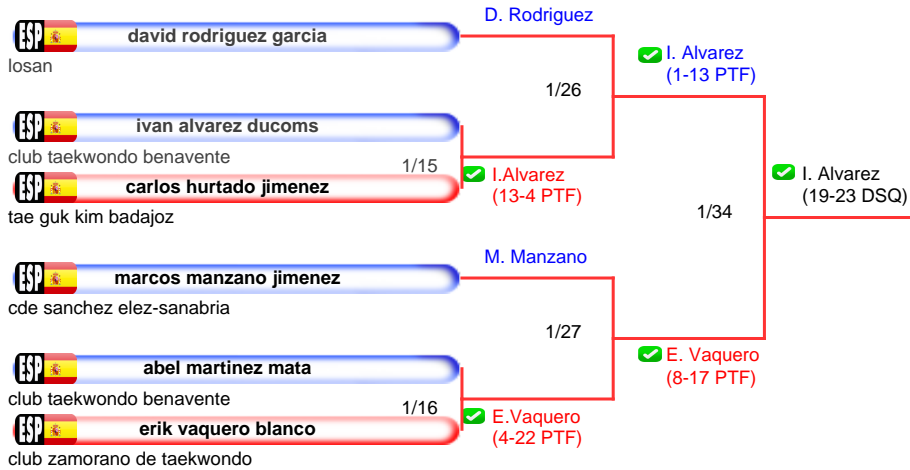 D. Rodriguez
ESP david rodriguez garcia
losan
I. Alvarez
(1-13 PTF)
1/26
ESP ivan alvarez ducoms
club taekwondo benavente
1/15
I.Alvarez
(13-4 PTF)
ESP carlos hurtado jimenez
tae guk kim badajoz
I. Alvarez
(19-23 DSQ)
1/34
M. Manzano
ESP marcos manzano jimenez
cde sanchez elez-sanabria
1/27
E. Vaquero
(8-17 PTF)
ESP abel martinez mata
club taekwondo benavente
1/16
E.Vaquero
(4-22 PTF)
ESP erik vaquero blanco
club zamorano de taekwondo